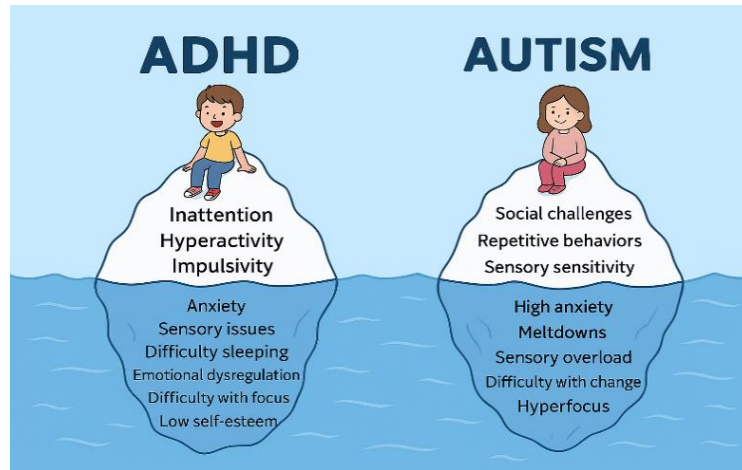 ADHD
Inattention
Hyperactivity
Impulsivity
Anxiety
Sensory issues
Difficulty sleeping
Emotional dysregulation
Difficulty with focus
Low self-esteem
AUTISM
Social challenges
Repetitive behaviors
Sensory sensitivity
High anxiety
Meltdowns
Sensory overload
Difficulty with change
Hyperfocus